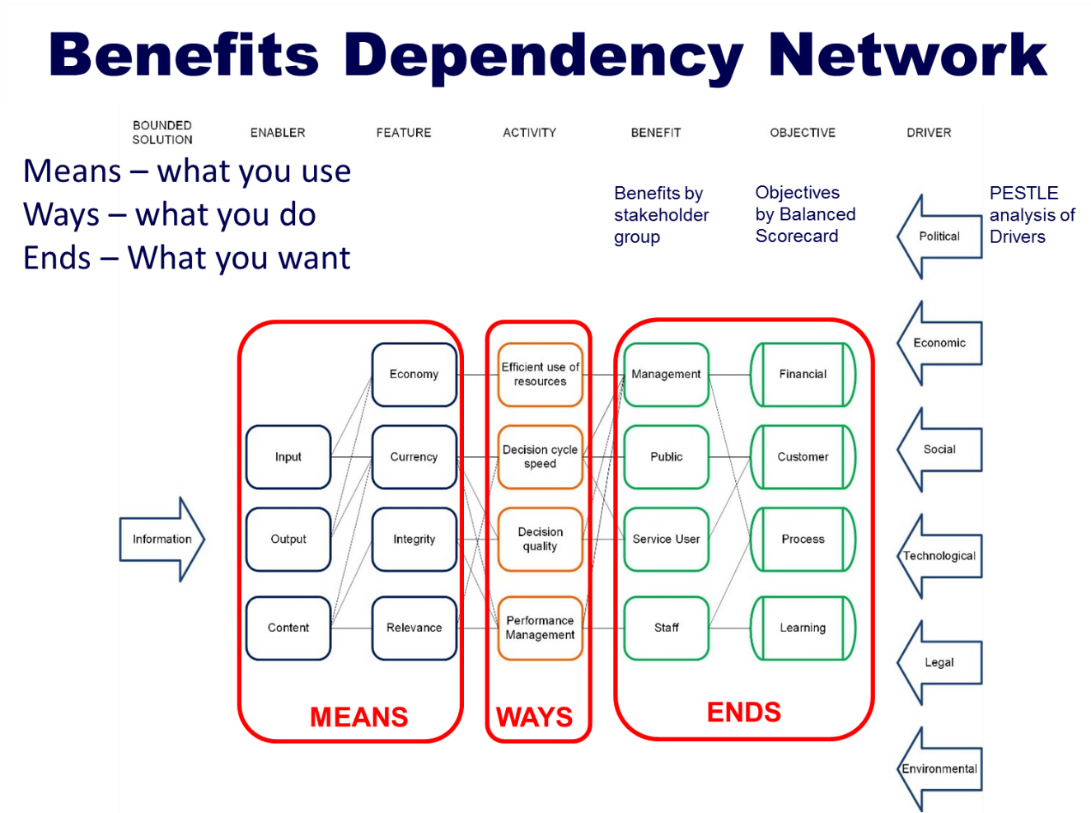 Benefits Dependency Network
BOUNDED
SOLUTION
ENABLER
FEATURE
ACTIVITY
BENEFIT
OBJECTIVE
DRIVER
Means – what you use
Ways – what you do
Ends – What you want
Benefits by
stakeholder
group
Objectives
by Balanced
Scorecard
PESTLE
analysis of
Drivers
Political
Economic
Social
Technological
Legal
Environmental
Information
Input
Output
Content
Economy
Currency
Integrity
Relevance
Efficient use of
resources
Decision cycle
speed
Decision
quality
Performance
Management
Management
Public
Service User
Staff
Financial
Customer
Process
Learning
MEANS
WAYS
ENDS